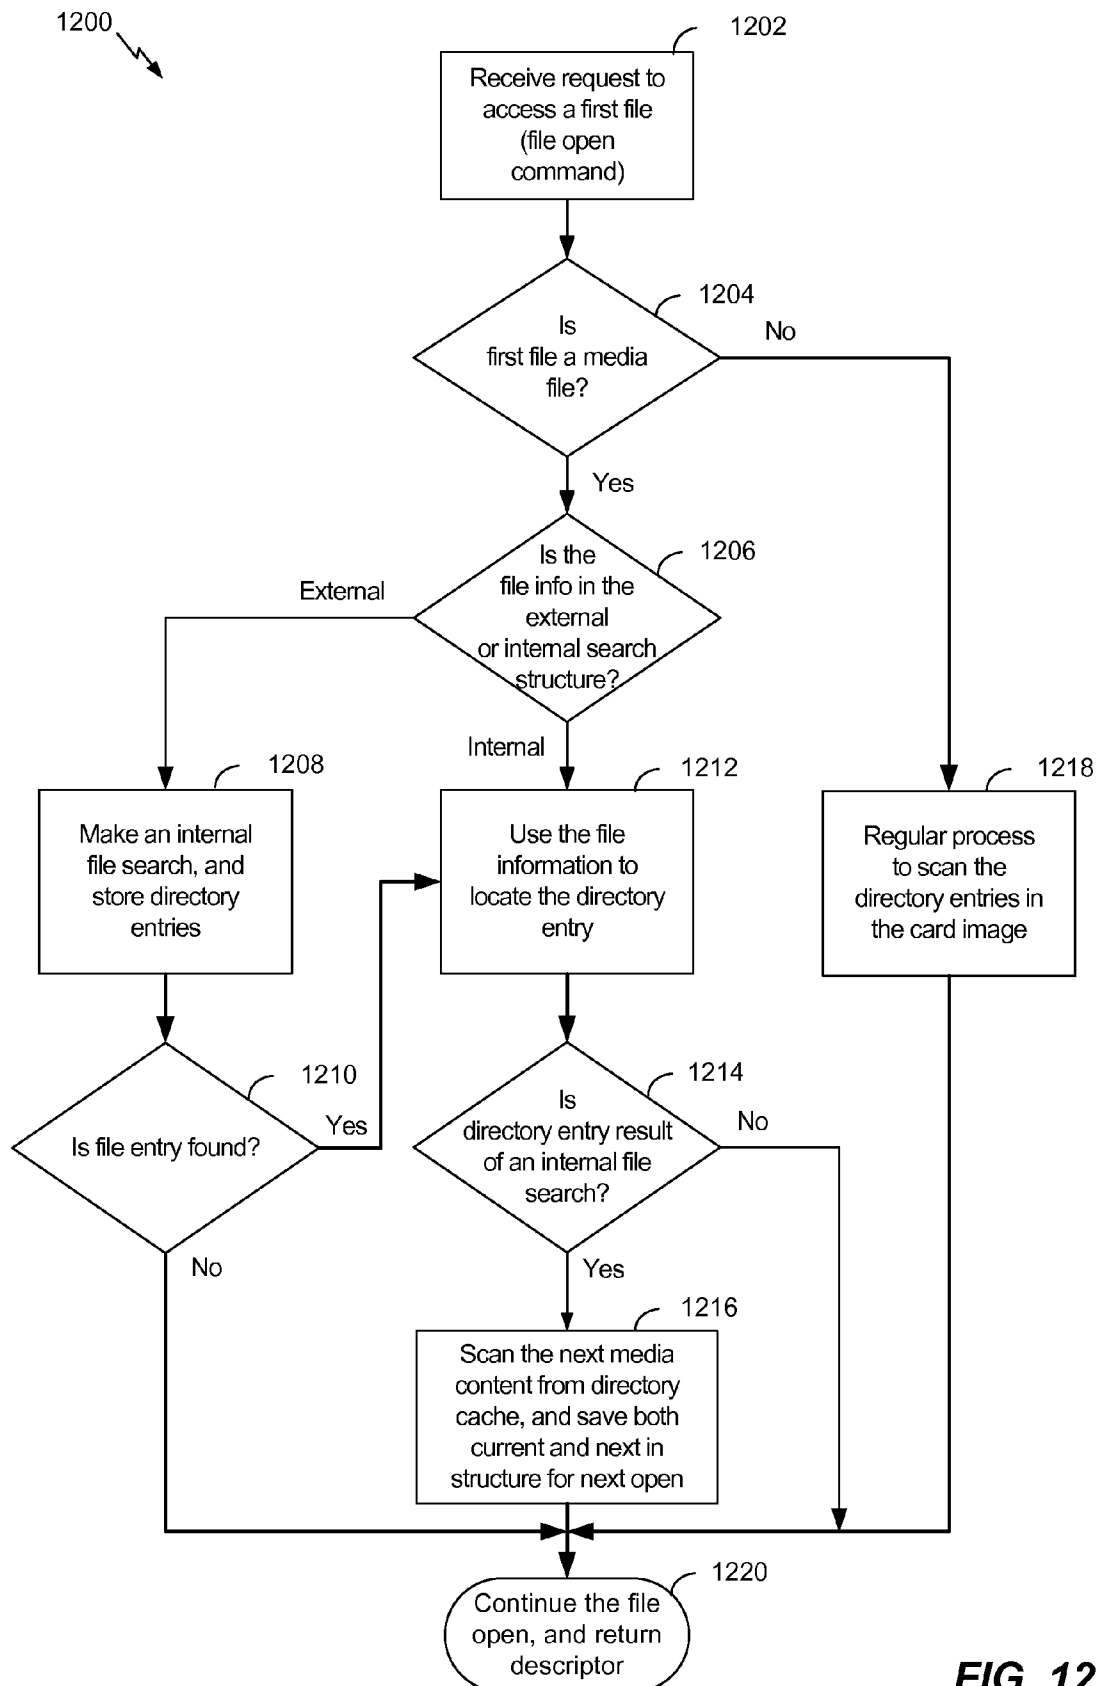 1200
1202
Receive request to
access a first file
(file open
command)
1204
Is
first file a media
file?
No
Yes
1206
Is the
file info in the
external
or internal search
structure?
External
Internal
1208
Make an internal
file search, and
store directory
entries
1212
Use the file
information to
locate the directory
entry
1218
Regular process
to scan the
directory entries in
the card image
1210
Is file entry found?
Yes
No
1214
Is
directory entry result
of an internal file
search?
No
Yes
1216
Scan the next media
content from directory
cache, and save both
current and next in
structure for next open
1220
Continue the file
open, and return
descriptor
FIG. 12